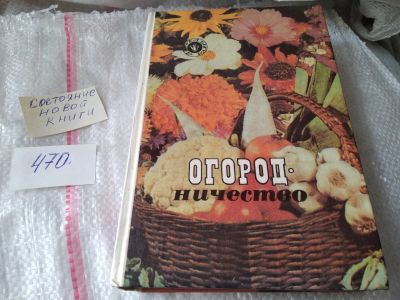 Состояние
новой
книги
470.
ОГОРОД-
ничество